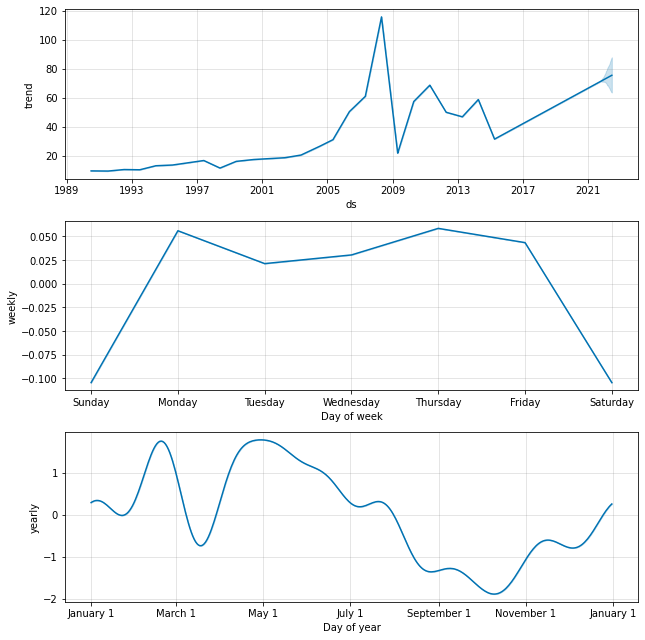 120
100
80
60
40
20
trend
1989 1993 1997 2001 2005 2009 2013 2017 2021
ds
0.050
0.025
0.000
−0.025
−0.050
−0.075
−0.100
weekly
Sunday Monday Tuesday Wednesday Thursday Friday Saturday
Day of week
1
0
−1
−2
yearly
January 1 March 1 May 1 July 1 September 1 November 1 January 1
Day of year